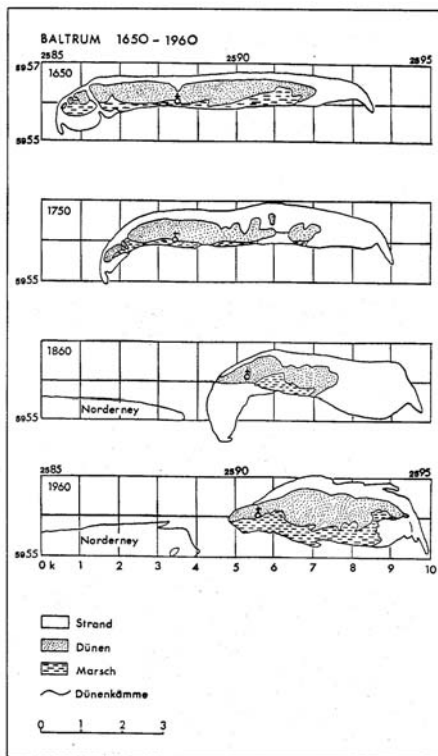 BALTRUM 1650 – 1960
2585 2590 2595
5957
1650
5955
1750
5955
1860
Norderney
5955
2585 2590 2595
1960
Norderney
5955
0 k 1 2 3 4 5 6 7 8 9 10
Strand
Dünen
Marsch
Dünenkämme
0 1 2 3